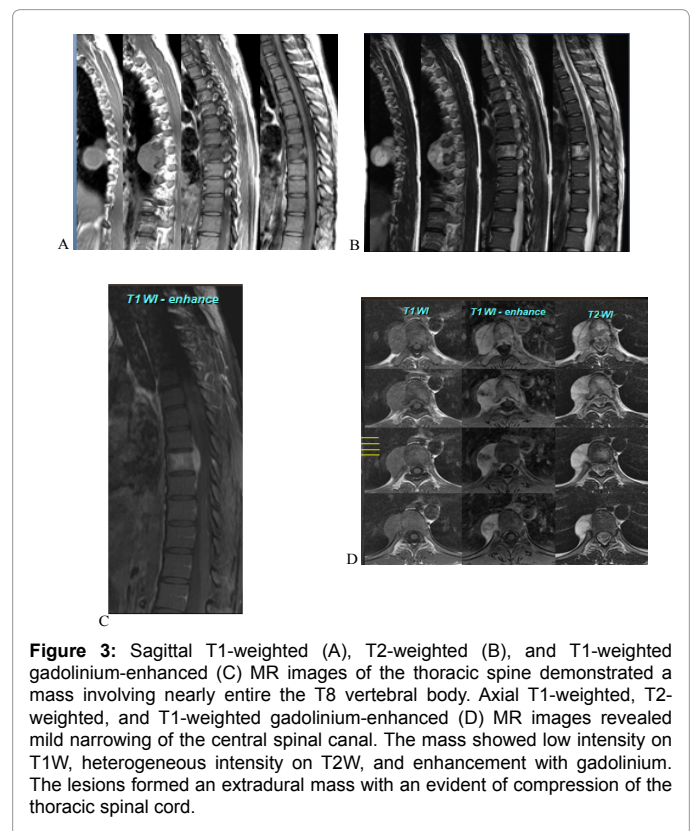 A
B
T1 WI - enhance
C
T1 WI
T1 WI - enhance
T2-WI
D
Figure 3: Sagittal T1-weighted (A), T2-weighted (B), and T1-weighted
gadolinium-enhanced (C) MR images of the thoracic spine demonstrated a
mass involving nearly entire the T8 vertebral body. Axial T1-weighted, T2-
weighted, and T1-weighted gadolinium-enhanced (D) MR images revealed
mild narrowing of the central spinal canal. The mass showed low intensity on
T1W, heterogeneous intensity on T2W, and enhancement with gadolinium.
The lesions formed an extradural mass with an evident of compression of the
thoracic spinal cord.